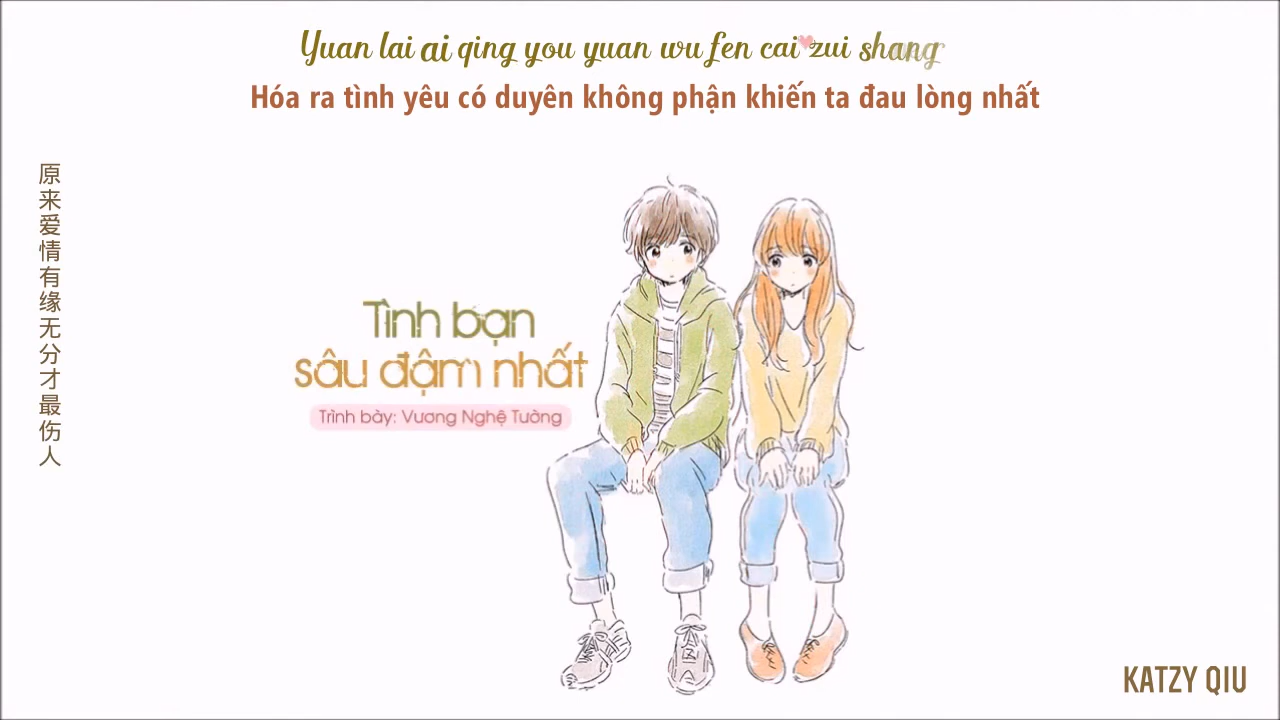 Yuan lai ai qing you yuan wu fen cai zui shang
Hóa ra tình yêu có duyên không phận khiến ta đau lòng nhất
原来爱情有缘无分才最伤人
Tình bạn
sâu đậm nhất
Trình bày: Vương Nghệ Tường
KATZY QIU